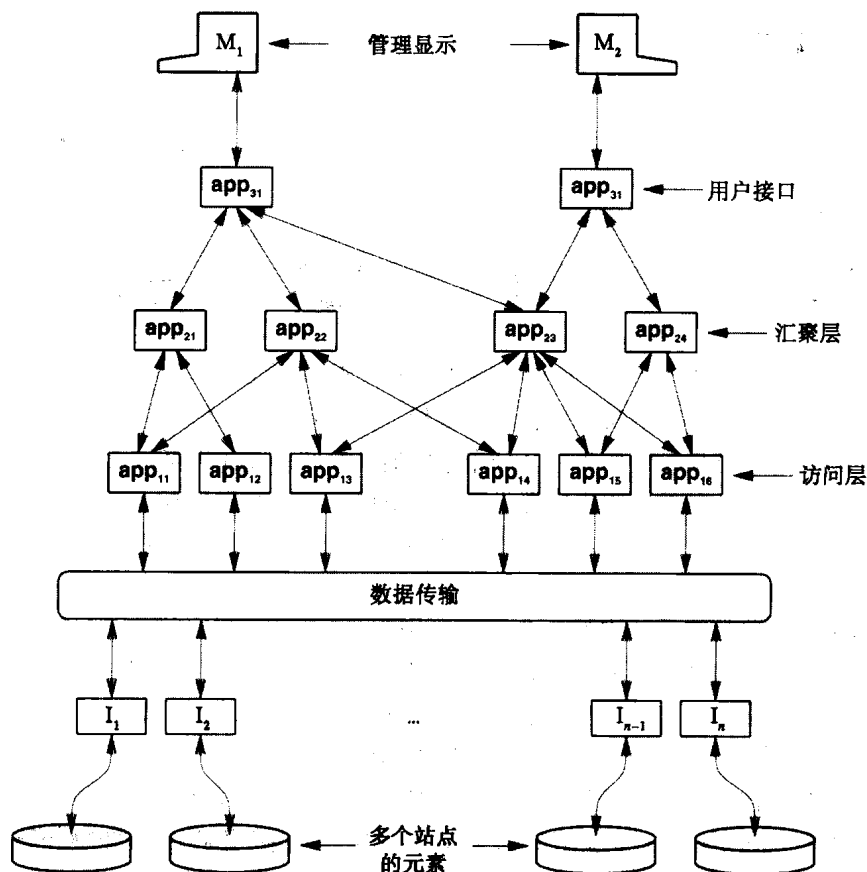 M₁ 管理显示 M₂
app₃₁ app₃₁ 用户接口
app₂₁ app₂₂ app₂₃ app₂₄ 汇聚层
app₁₁ app₁₂ app₁₃ app₁₄ app₁₅ app₁₆ 访问层
数据传输
I₁ I₂ ... Iₙ₋₁ Iₙ
多个站点
的元素